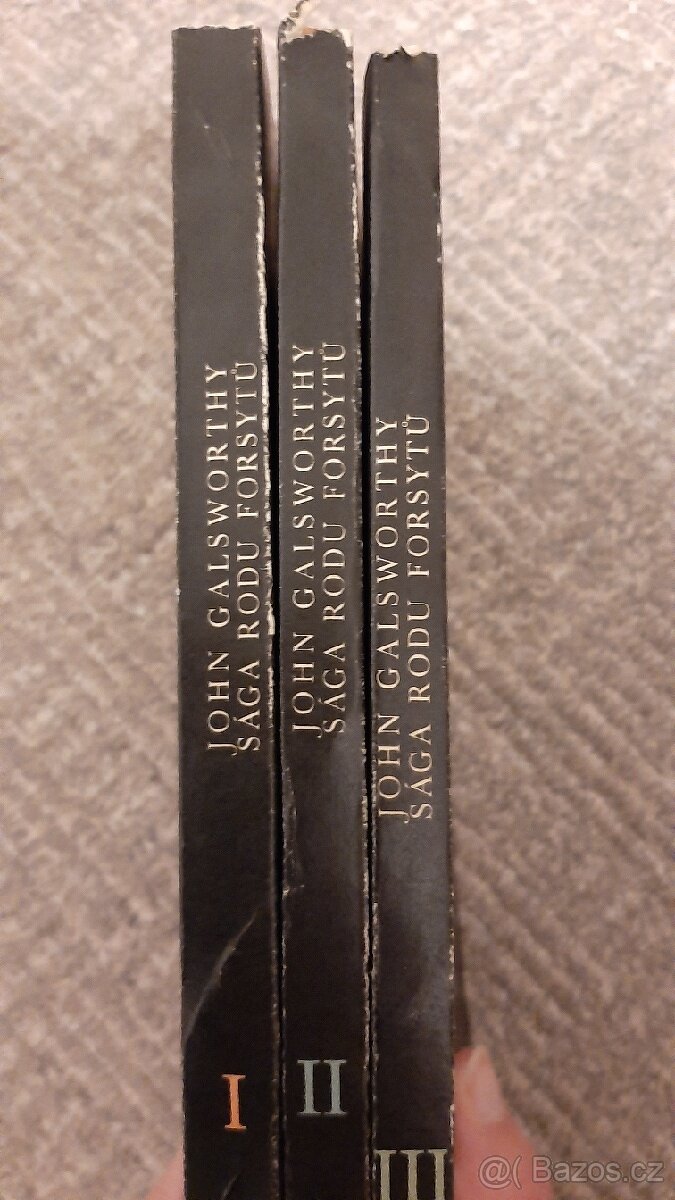 JOHN GALSWORTHY
SÁGA RODU FORSYTŮ
I
JOHN GALSWORTHY
SÁGA RODU FORSYTŮ
II
JOHN GALSWORTHY
SÁGA RODU FORSYTŮ
III
@( Bazos.cz